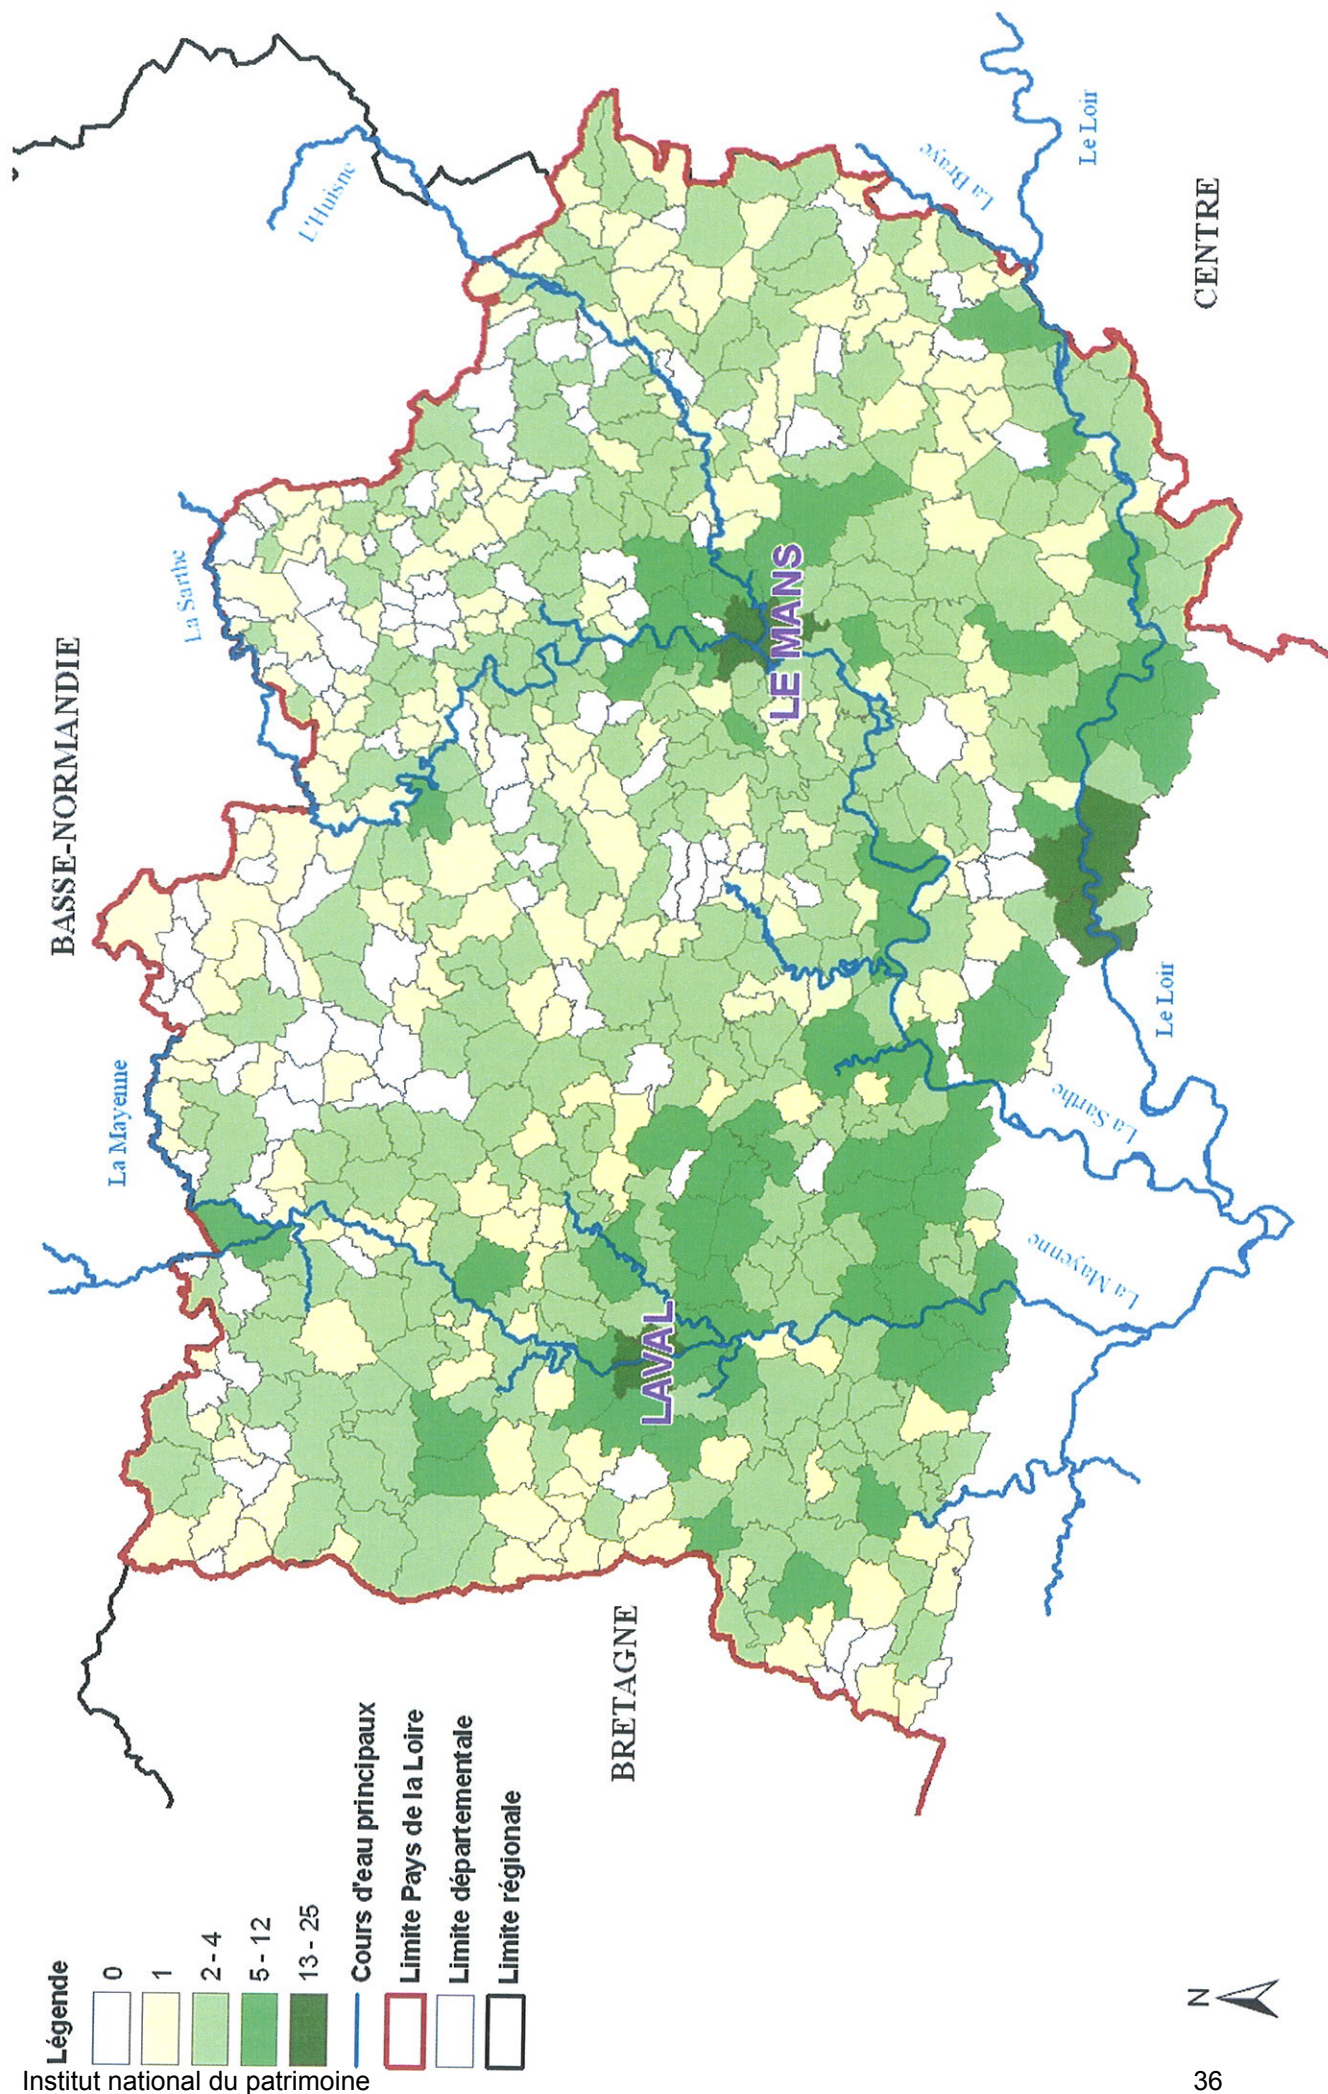 BASSE-NORMANDIE
BRETAGNE
CENTRE
La Mayenne
La Sarthe
L'Huisne
La Braye
Le Loir
Le Loir
La Sarthe
La Mayenne
LAVAL
LE MANS
Légende
0
1
2 - 4
5 - 12
13 - 25
Cours d'eau principaux
Limite Pays de la Loire
Limite départementale
Limite régionale
N
Institut national du patrimoine
36